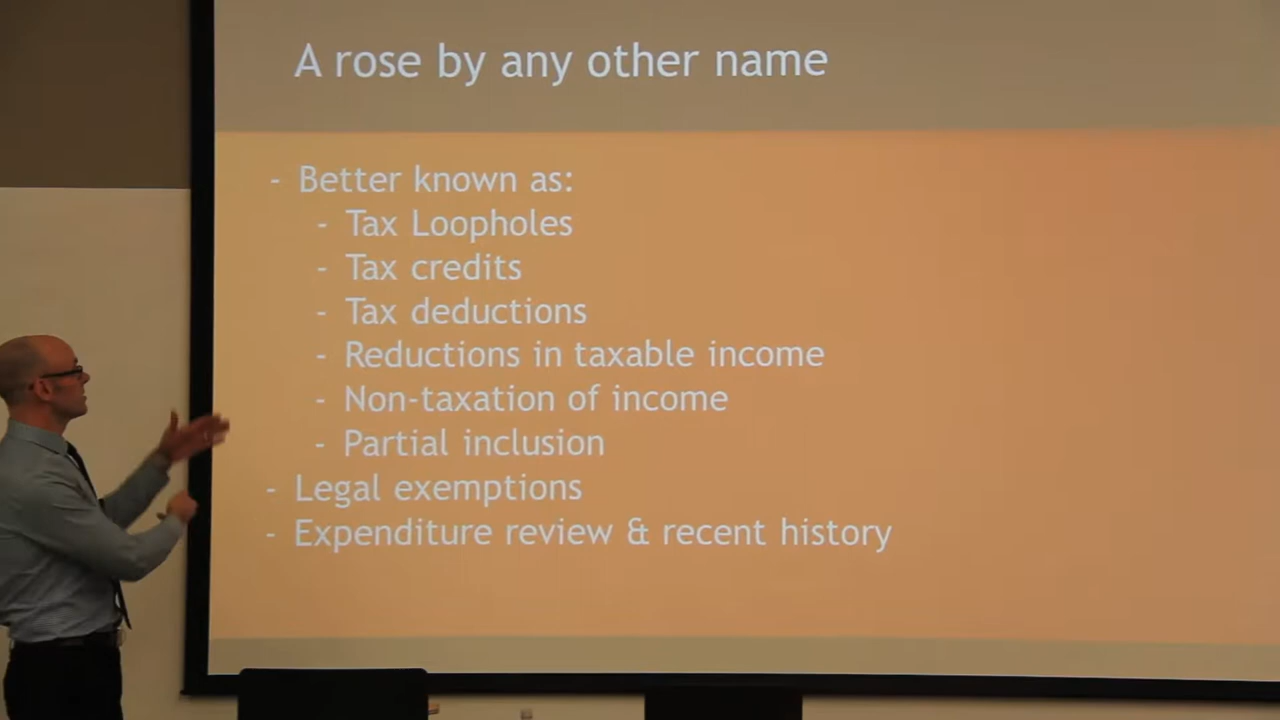 A rose by any other name
- Better known as:
- Tax Loopholes
- Tax credits
- Tax deductions
- Reductions in taxable income
- Non-taxation of income
- Partial inclusion
- Legal exemptions
- Expenditure review & recent history